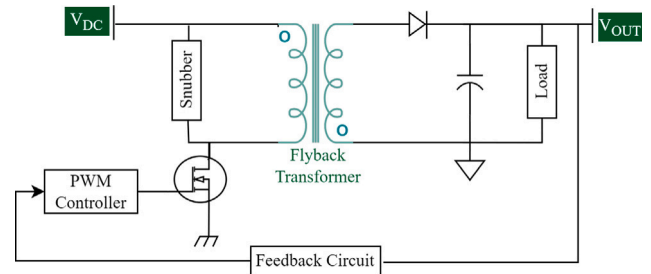 VDC
VOUT
Snubber
Load
Flyback
Transformer
PWM
Controller
Feedback Circuit